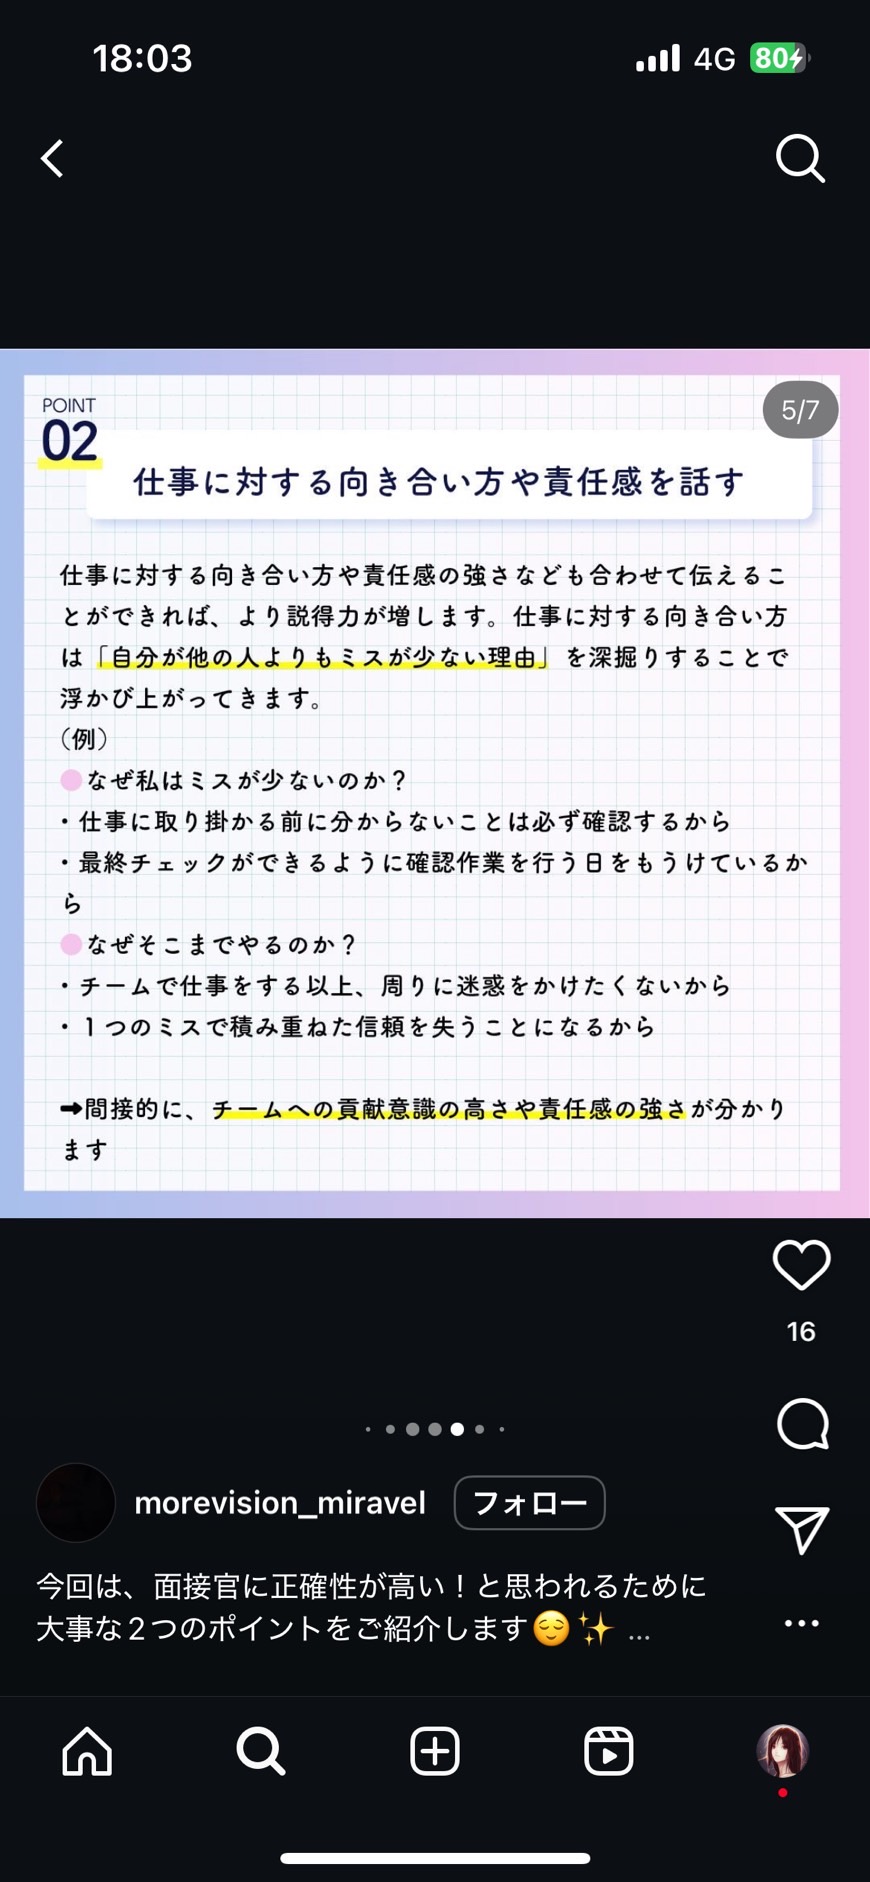 18:03
4G 80
5/7
POINT
02
仕事に対する向き合い方や責任感を話す
仕事に対する向き合い方や責任感の強さなども合わせて伝えるこ
とができれば、より説得力が増します。仕事に対する向き合い方
は「自分が他の人よりもミスが少ない理由」を深掘りすることで
浮かび上がってきます。
（例）
なぜ私はミスが少ないのか？
・仕事に取り掛かる前に分からないことは必ず確認するから
・最終チェックができるように確認作業を行う日をもうけているか
ら
なぜそこまでやるのか？
・チームで仕事をする以上、周りに迷惑をかけたくないから
・１つのミスで積み重ねた信頼を失うことになるから
➡間接的に、チームへの貢献意識の高さや責任感の強さが分かり
ます
16
morevision_miravel フォロー
今回は、面接官に正確性が高い！と思われるために
大事な２つのポイントをご紹介します😌✨ ...